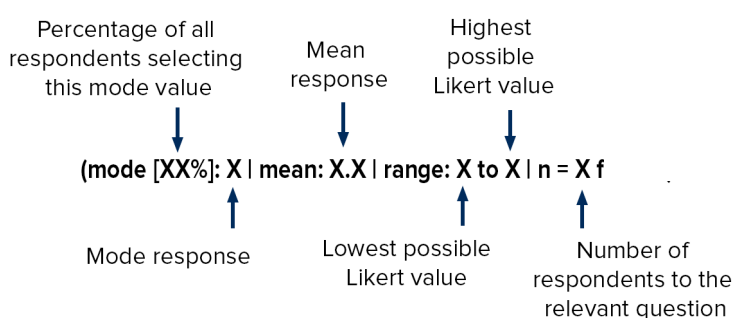 Percentage of all
respondents selecting
this mode value
Mean
response
Highest
possible
Likert value
(mode [XX%]: X | mean: X.X | range: X to X | n = X f
Mode response
Lowest possible
Likert value
Number of
respondents to the
relevant question